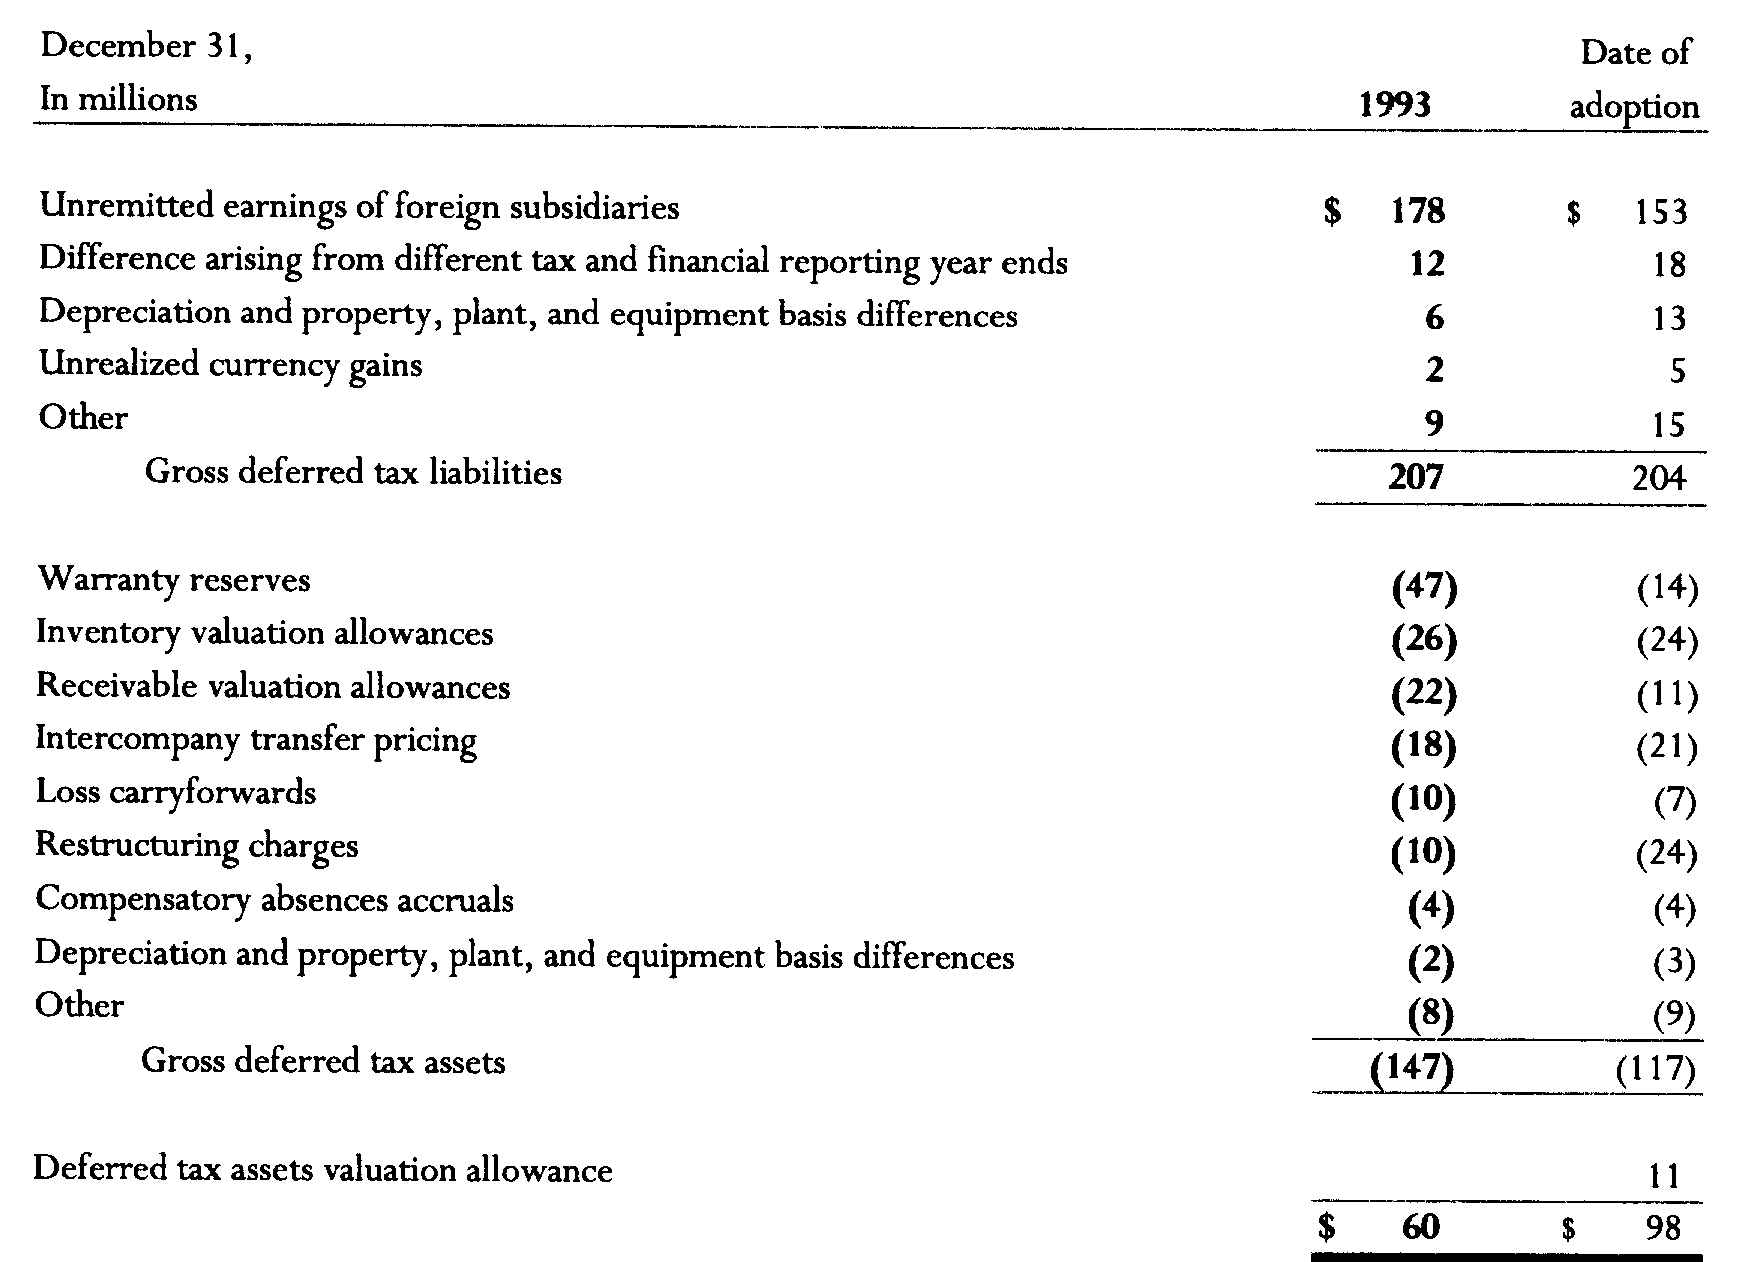 December 31, Date of
In millions 1993 adoption
Unremitted earnings of foreign subsidiaries $ 178 $ 153
Difference arising from different tax and financial reporting year ends 12 18
Depreciation and property, plant, and equipment basis differences 6 13
Unrealized currency gains 2 5
Other 9 15
Gross deferred tax liabilities 207 204
Warranty reserves (47) (14)
Inventory valuation allowances (26) (24)
Receivable valuation allowances (22) (11)
Intercompany transfer pricing (18) (21)
Loss carryforwards (10) (7)
Restructuring charges (10) (24)
Compensatory absences accruals (4) (4)
Depreciation and property, plant, and equipment basis differences (2) (3)
Other (8) (9)
Gross deferred tax assets (147) (117)
Deferred tax assets valuation allowance 11
$ 60 $ 98